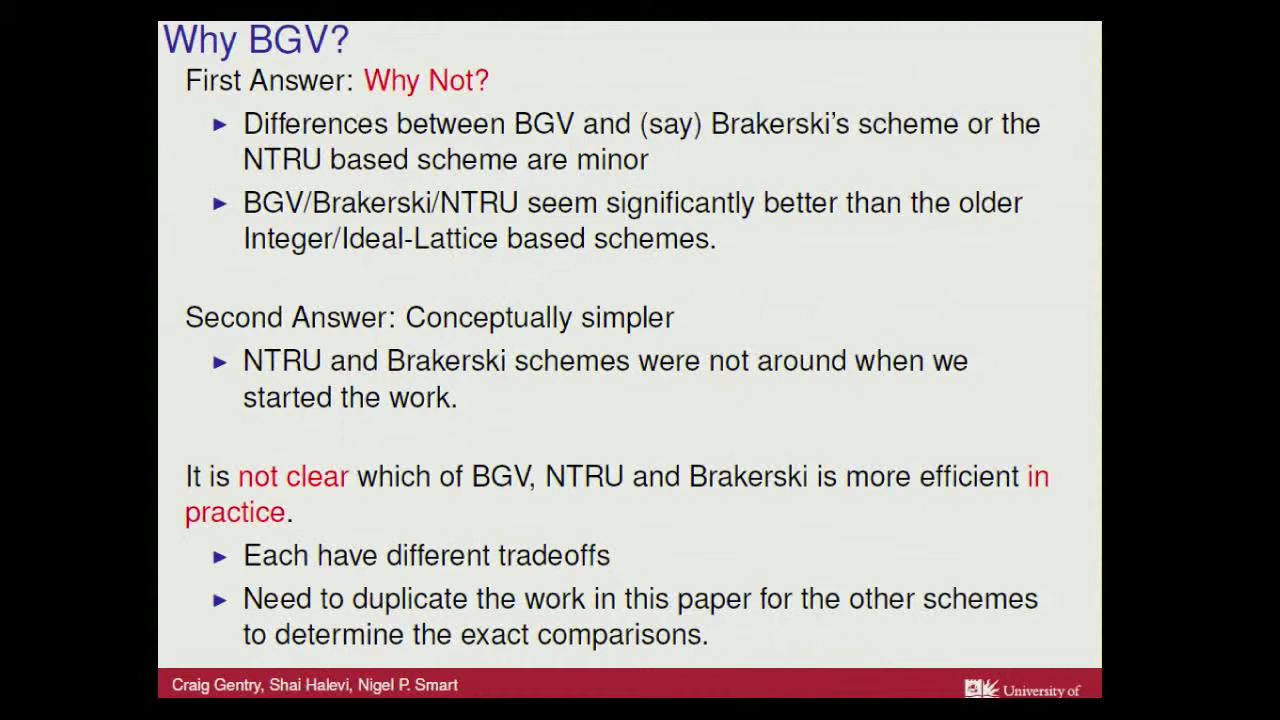 Why BGV?
First Answer: Why Not?
▶ Differences between BGV and (say) Brakerski's scheme or the
NTRU based scheme are minor
▶ BGV/Brakerski/NTRU seem significantly better than the older
Integer/Ideal-Lattice based schemes.
Second Answer: Conceptually simpler
▶ NTRU and Brakerski schemes were not around when we
started the work.
It is not clear which of BGV, NTRU and Brakerski is more efficient in
practice.
▶ Each have different tradeoffs
▶ Need to duplicate the work in this paper for the other schemes
to determine the exact comparisons.
Craig Gentry, Shai Halevi, Nigel P. Smart
University of